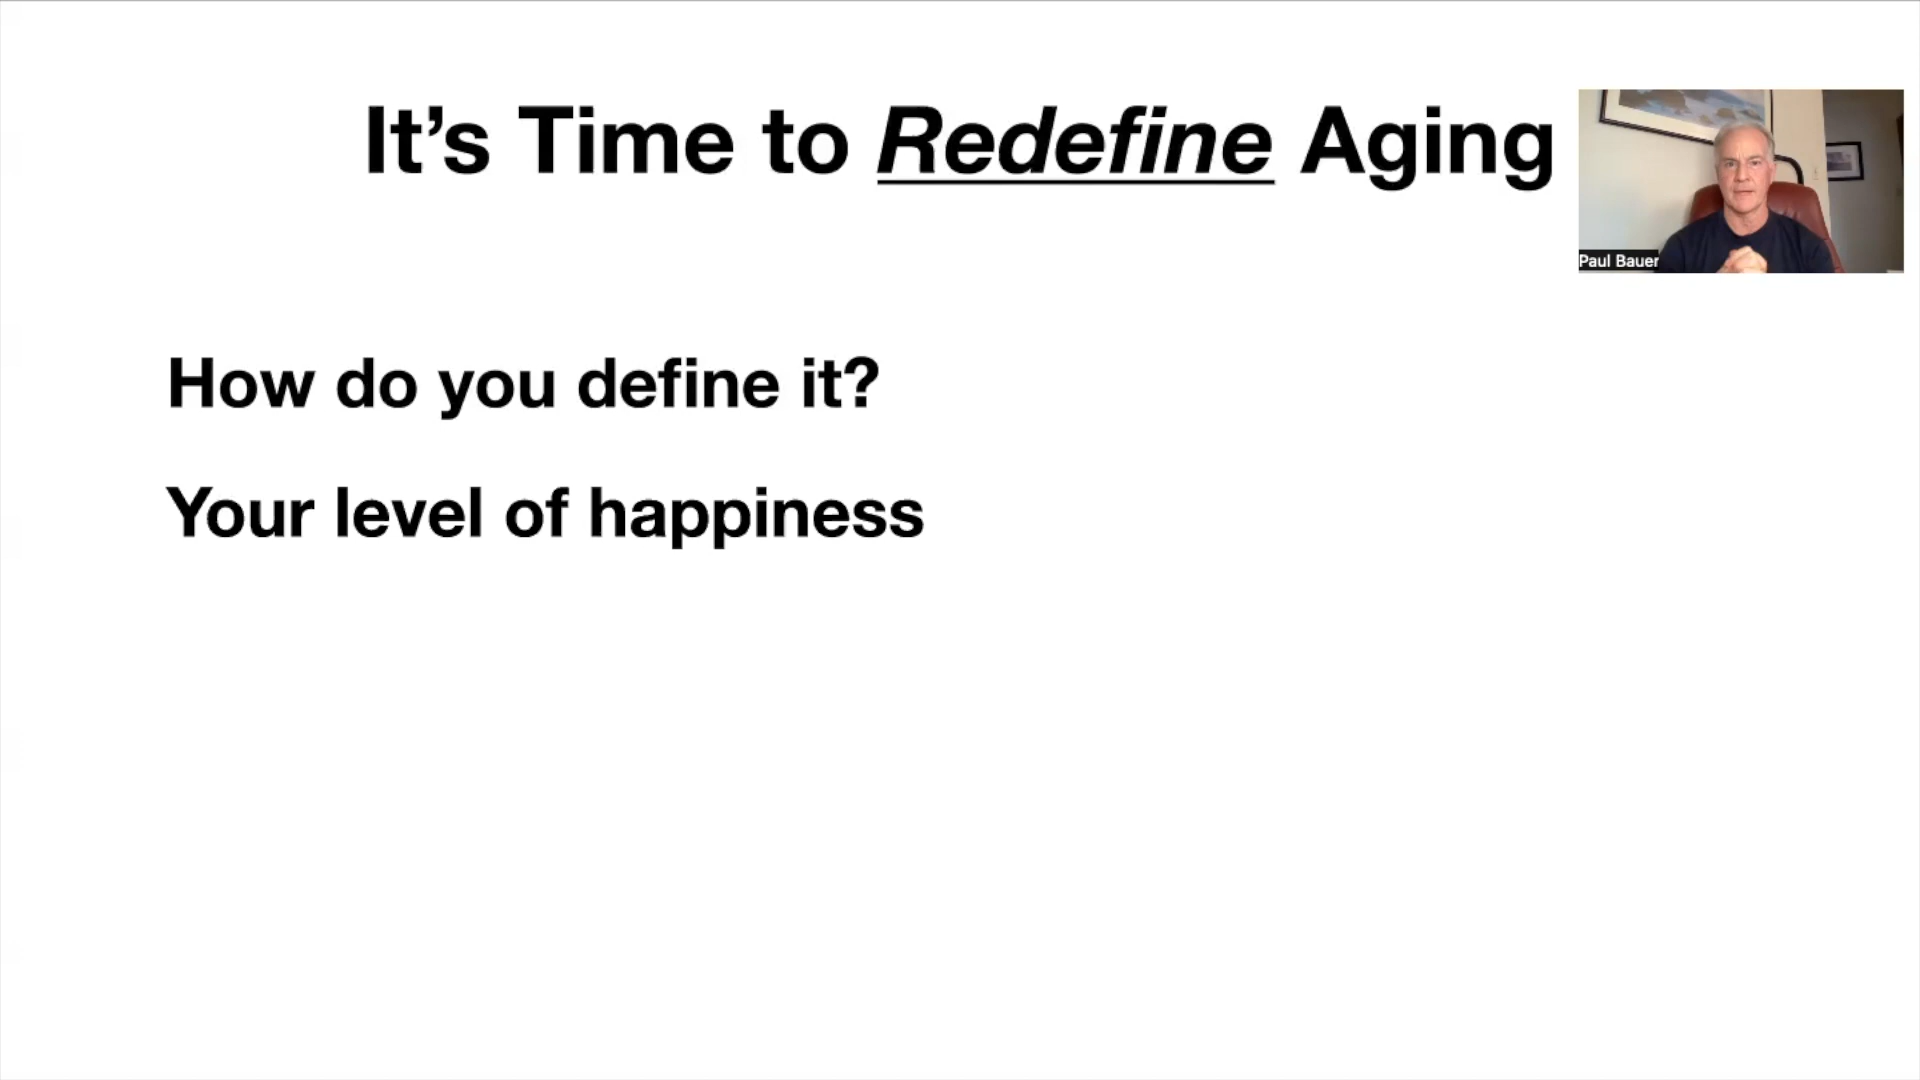 It’s Time to Redefine Aging
Paul Bauer
How do you define it?
Your level of happiness